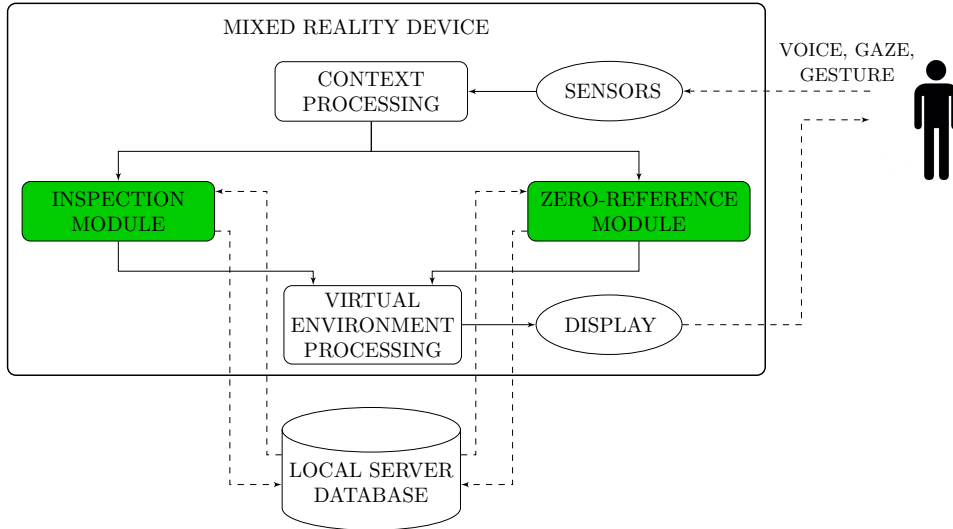 MIXED REALITY DEVICE
VOICE, GAZE,
GESTURE
CONTEXT
PROCESSING
SENSORS
INSPECTION
MODULE
ZERO-REFERENCE
MODULE
VIRTUAL
ENVIRONMENT
PROCESSING
DISPLAY
LOCAL SERVER
DATABASE